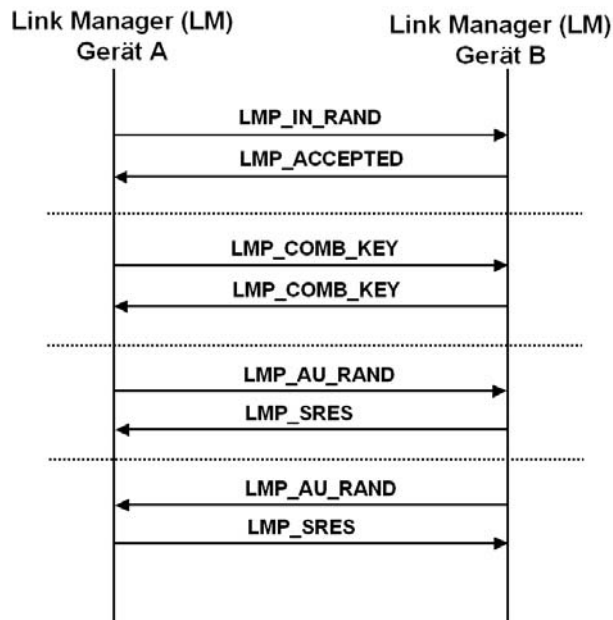 Link Manager (LM)
Gerät A
Link Manager (LM)
Gerät B
LMP_IN_RAND
LMP_ACCEPTED
LMP_COMB_KEY
LMP_COMB_KEY
LMP_AU_RAND
LMP_SRES
LMP_AU_RAND
LMP_SRES